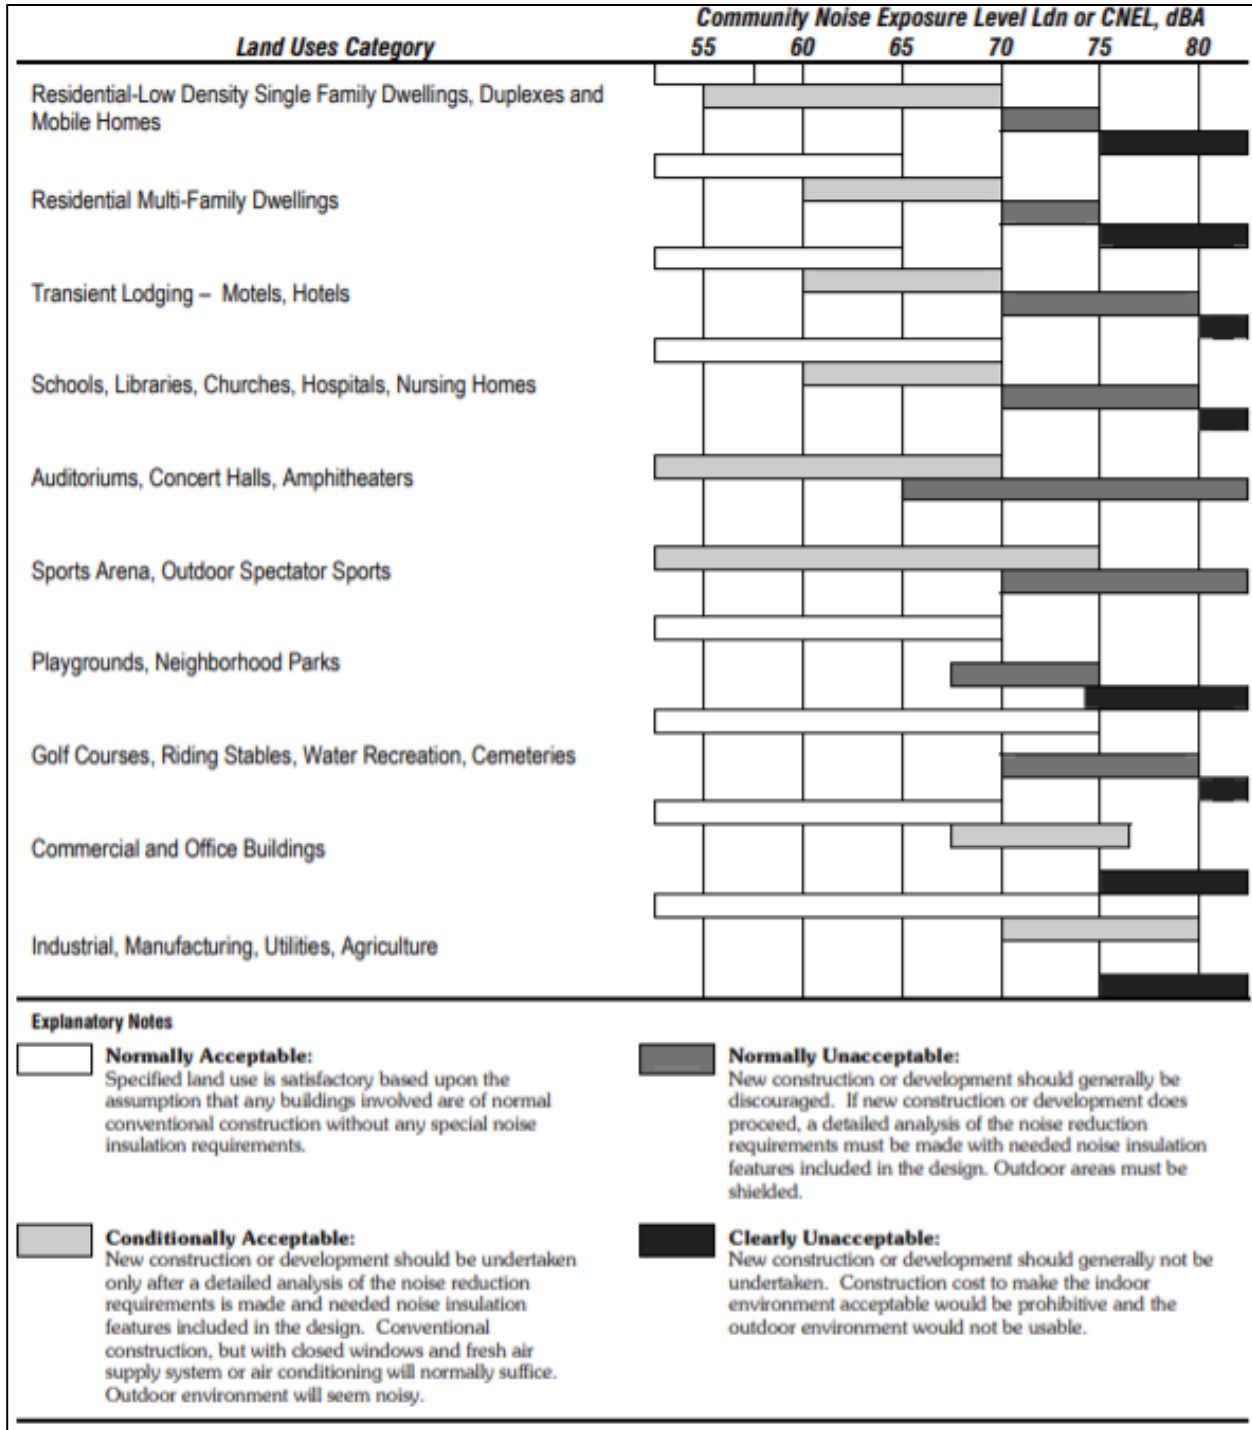 Community Noise Exposure Level Ldn or CNEL, dBA
Land Uses Category 55 60 65 70 75 80
Residential-Low Density Single Family Dwellings, Duplexes and
Mobile Homes
Residential Multi-Family Dwellings
Transient Lodging – Motels, Hotels
Schools, Libraries, Churches, Hospitals, Nursing Homes
Auditoriums, Concert Halls, Amphitheaters
Sports Arena, Outdoor Spectator Sports
Playgrounds, Neighborhood Parks
Golf Courses, Riding Stables, Water Recreation, Cemeteries
Commercial and Office Buildings
Industrial, Manufacturing, Utilities, Agriculture
Explanatory Notes
Normally Acceptable:
Specified land use is satisfactory based upon the
assumption that any buildings involved are of normal
conventional construction without any special noise
insulation requirements.
Conditionally Acceptable:
New construction or development should be undertaken
only after a detailed analysis of the noise reduction
requirements is made and needed noise insulation
features included in the design. Conventional
construction, but with closed windows and fresh air
supply system or air conditioning will normally suffice.
Outdoor environment will seem noisy.
Normally Unacceptable:
New construction or development should generally be
discouraged. If new construction or development does
proceed, a detailed analysis of the noise reduction
requirements must be made with needed noise insulation
features included in the design. Outdoor areas must be
shielded.
Clearly Unacceptable:
New construction or development should generally not be
undertaken. Construction cost to make the indoor
environment acceptable would be prohibitive and the
outdoor environment would not be usable.